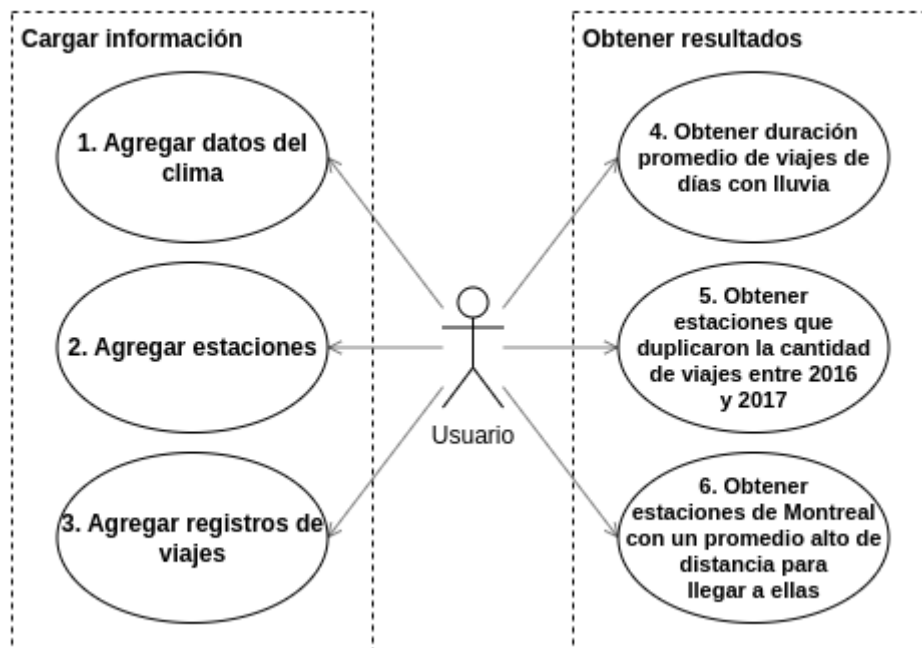 Cargar información
1. Agregar datos del
clima
2. Agregar estaciones
3. Agregar registros de
viajes
Usuario
Obtener resultados
4. Obtener duración
promedio de viajes de
días con lluvia
5. Obtener
estaciones que
duplicaron la cantidad
de viajes entre 2016
y 2017
6. Obtener
estaciones de Montreal
con un promedio alto de
distancia para
llegar a ellas